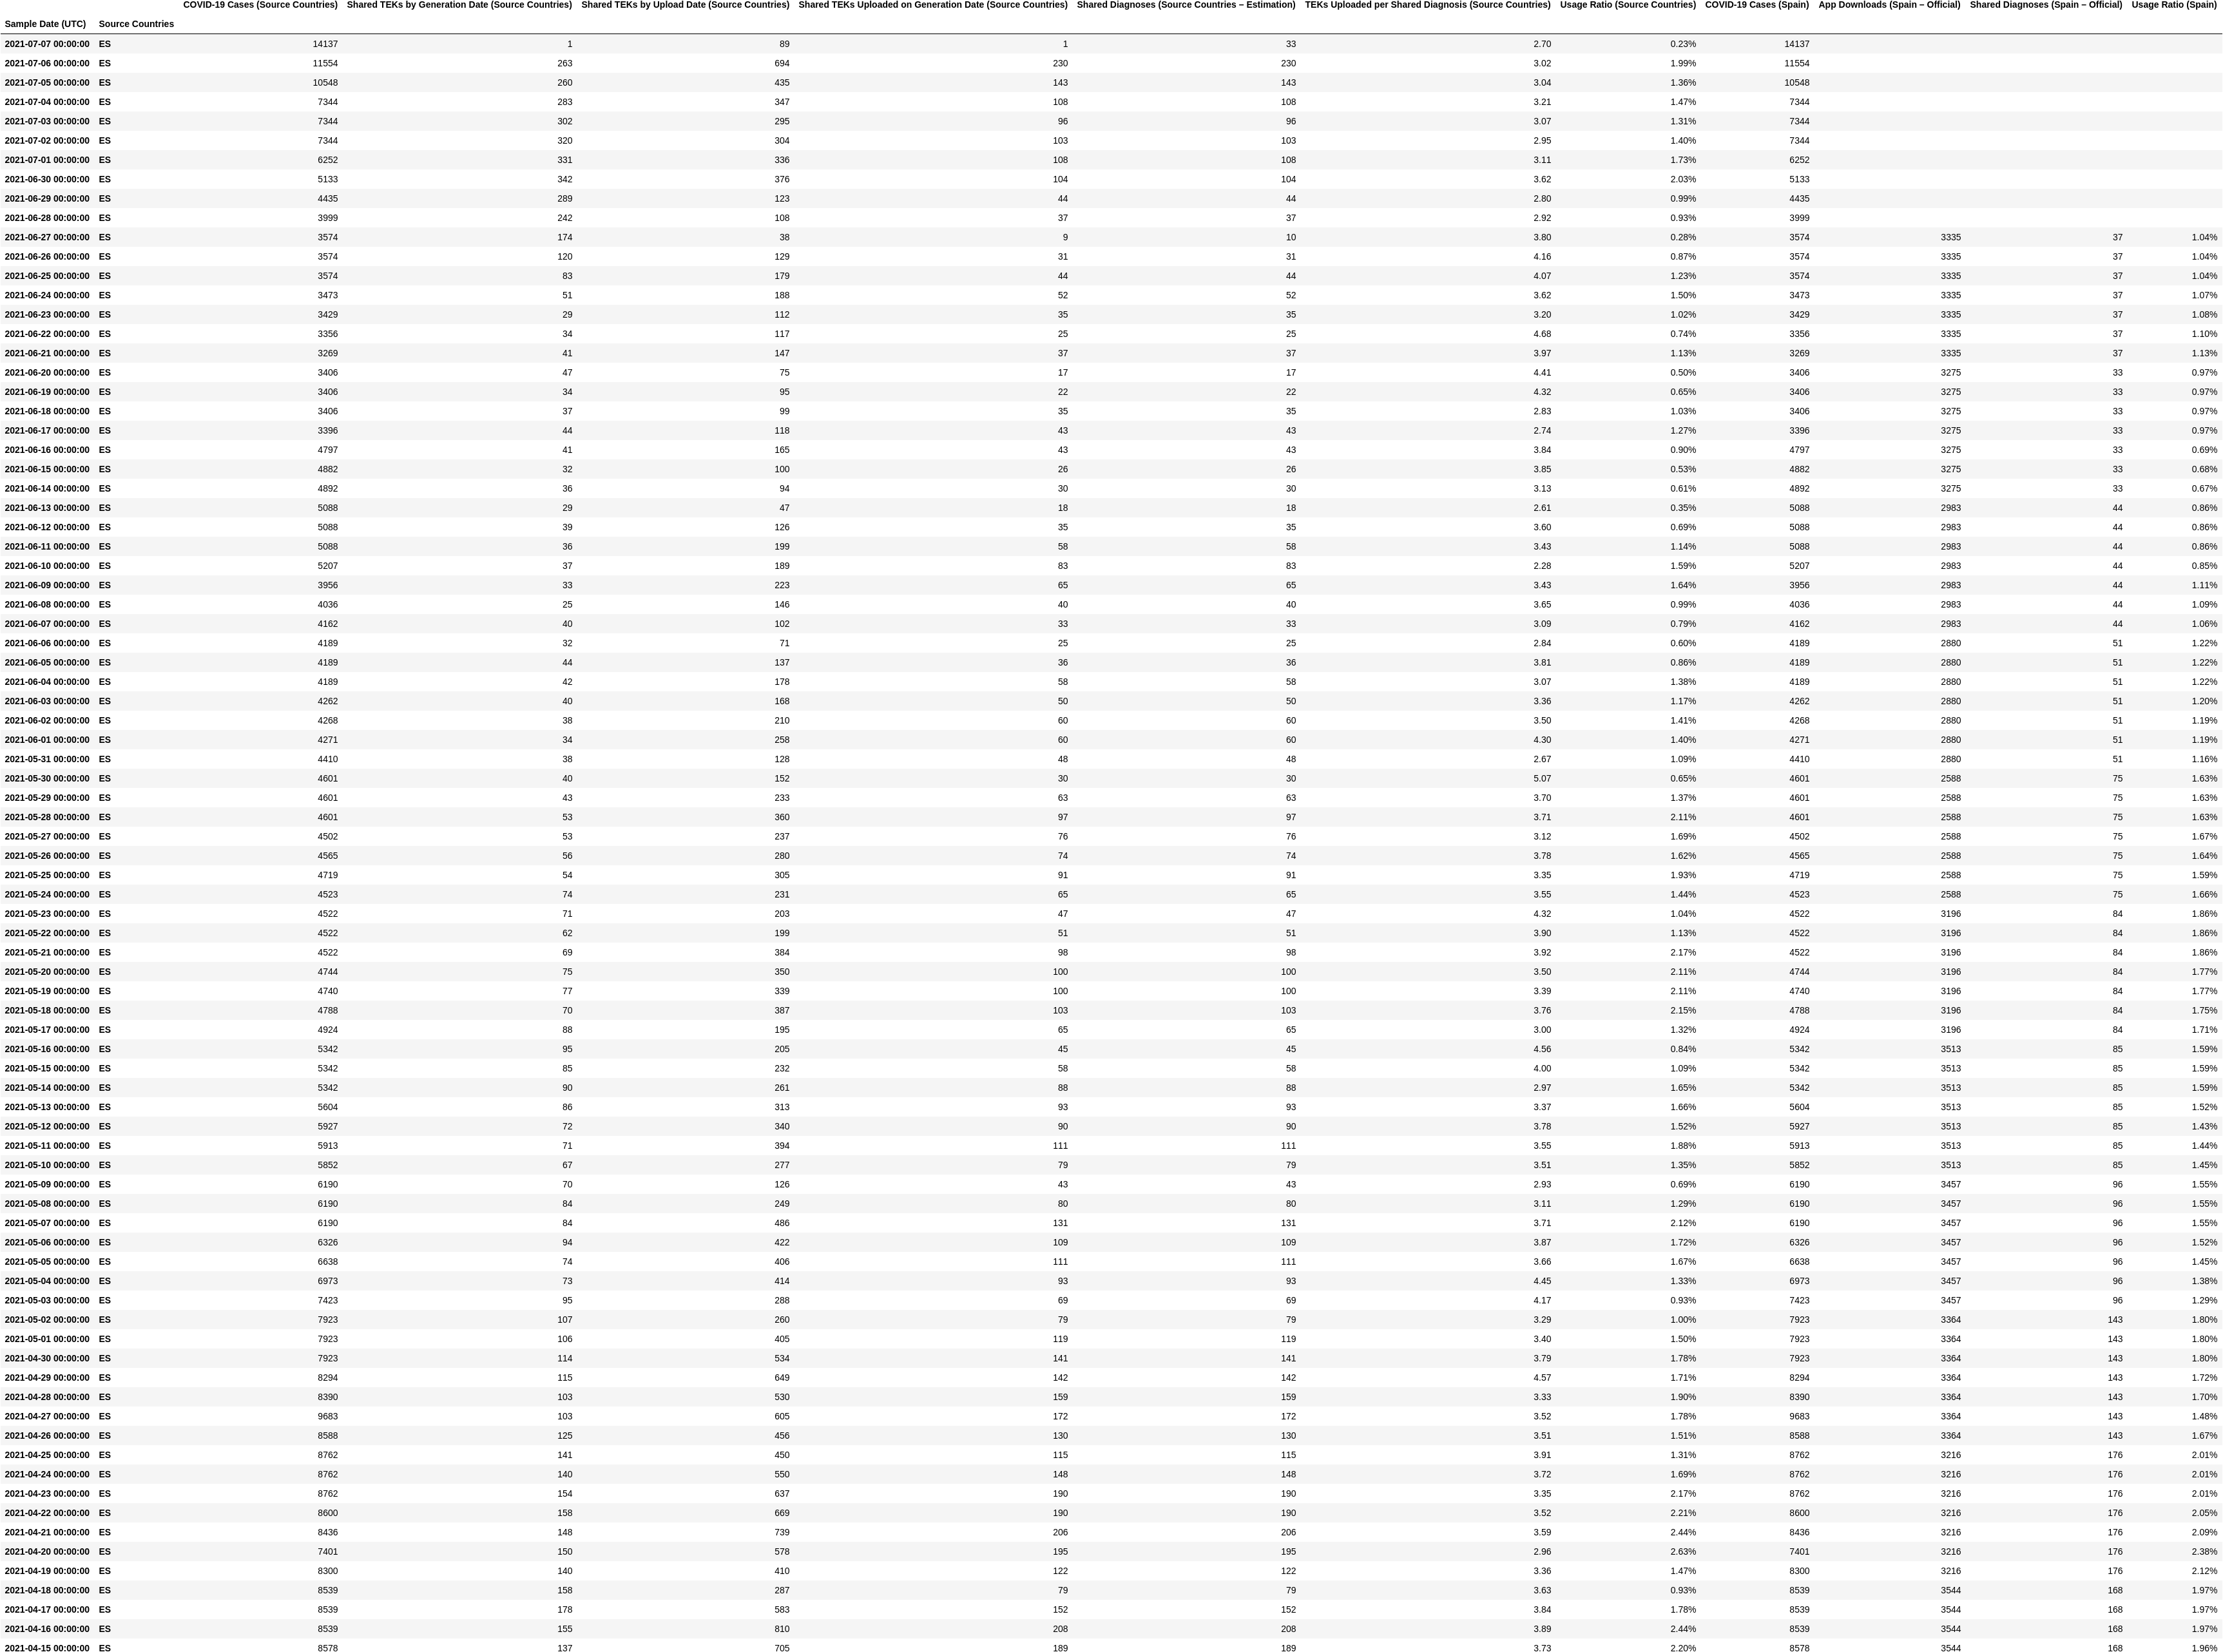 COVID-19 Cases (Source Countries) Shared TEKs by Generation Date (Source Countries) Shared TEKs by Upload Date (Source Countries) Shared TEKs Uploaded on Generation Date (Source Countries) Shared Diagnoses (Source Countries – Estimation) TEKs Uploaded per Shared Diagnosis (Source Countries) Usage Ratio (Source Countries) COVID-19 Cases (Spain) App Downloads (Spain – Official) Shared Diagnoses (Spain – Official) Usage Ratio (Spain)
Sample Date (UTC) Source Countries
2021-07-07 00:00:00 ES 14137 1 89 1 33 2.70 0.23% 14137
2021-07-06 00:00:00 ES 11554 263 694 230 230 3.02 1.99% 11554
2021-07-05 00:00:00 ES 10548 260 435 143 143 3.04 1.36% 10548
2021-07-04 00:00:00 ES 7344 283 347 108 108 3.21 1.47% 7344
2021-07-03 00:00:00 ES 7344 302 295 96 96 3.07 1.31% 7344
2021-07-02 00:00:00 ES 7344 320 304 103 103 2.95 1.40% 7344
2021-07-01 00:00:00 ES 6252 331 336 108 108 3.11 1.73% 6252
2021-06-30 00:00:00 ES 5133 342 376 104 104 3.62 2.03% 5133
2021-06-29 00:00:00 ES 4435 289 123 44 44 2.80 0.99% 4435
2021-06-28 00:00:00 ES 3999 242 108 37 37 2.92 0.93% 3999
2021-06-27 00:00:00 ES 3574 174 38 9 10 3.80 0.28% 3574 3335 37 1.04%
2021-06-26 00:00:00 ES 3574 120 129 31 31 4.16 0.87% 3574 3335 37 1.04%
2021-06-25 00:00:00 ES 3574 83 179 44 44 4.07 1.23% 3574 3335 37 1.04%
2021-06-24 00:00:00 ES 3473 51 188 52 52 3.62 1.50% 3473 3335 37 1.07%
2021-06-23 00:00:00 ES 3429 29 112 35 35 3.20 1.02% 3429 3335 37 1.08%
2021-06-22 00:00:00 ES 3356 34 117 25 25 4.68 0.74% 3356 3335 37 1.10%
2021-06-21 00:00:00 ES 3269 41 147 37 37 3.97 1.13% 3269 3335 37 1.13%
2021-06-20 00:00:00 ES 3406 47 75 17 17 4.41 0.50% 3406 3275 33 0.97%
2021-06-19 00:00:00 ES 3406 34 95 22 22 4.32 0.65% 3406 3275 33 0.97%
2021-06-18 00:00:00 ES 3406 37 99 35 35 2.83 1.03% 3406 3275 33 0.97%
2021-06-17 00:00:00 ES 3396 44 118 43 43 2.74 1.27% 3396 3275 33 0.97%
2021-06-16 00:00:00 ES 4797 41 165 43 43 3.84 0.90% 4797 3275 33 0.69%
2021-06-15 00:00:00 ES 4882 32 100 26 26 3.85 0.53% 4882 3275 33 0.68%
2021-06-14 00:00:00 ES 4892 36 94 30 30 3.13 0.61% 4892 3275 33 0.67%
2021-06-13 00:00:00 ES 5088 29 47 18 18 2.61 0.35% 5088 2983 44 0.86%
2021-06-12 00:00:00 ES 5088 39 126 35 35 3.60 0.69% 5088 2983 44 0.86%
2021-06-11 00:00:00 ES 5088 36 199 58 58 3.43 1.14% 5088 2983 44 0.86%
2021-06-10 00:00:00 ES 5207 37 189 83 83 2.28 1.59% 5207 2983 44 0.85%
2021-06-09 00:00:00 ES 3956 33 223 65 65 3.43 1.64% 3956 2983 44 1.11%
2021-06-08 00:00:00 ES 4036 25 146 40 40 3.65 0.99% 4036 2983 44 1.09%
2021-06-07 00:00:00 ES 4162 40 102 33 33 3.09 0.79% 4162 2983 44 1.06%
2021-06-06 00:00:00 ES 4189 32 71 25 25 2.84 0.60% 4189 2880 51 1.22%
2021-06-05 00:00:00 ES 4189 44 137 36 36 3.81 0.86% 4189 2880 51 1.22%
2021-06-04 00:00:00 ES 4189 42 178 58 58 3.07 1.38% 4189 2880 51 1.22%
2021-06-03 00:00:00 ES 4262 40 168 50 50 3.36 1.17% 4262 2880 51 1.20%
2021-06-02 00:00:00 ES 4268 38 210 60 60 3.50 1.41% 4268 2880 51 1.19%
2021-06-01 00:00:00 ES 4271 34 258 60 60 4.30 1.40% 4271 2880 51 1.19%
2021-05-31 00:00:00 ES 4410 38 128 48 48 2.67 1.09% 4410 2880 51 1.16%
2021-05-30 00:00:00 ES 4601 40 152 30 30 5.07 0.65% 4601 2588 75 1.63%
2021-05-29 00:00:00 ES 4601 43 233 63 63 3.70 1.37% 4601 2588 75 1.63%
2021-05-28 00:00:00 ES 4601 53 360 97 97 3.71 2.11% 4601 2588 75 1.63%
2021-05-27 00:00:00 ES 4502 53 237 76 76 3.12 1.69% 4502 2588 75 1.67%
2021-05-26 00:00:00 ES 4565 56 280 74 74 3.78 1.62% 4565 2588 75 1.64%
2021-05-25 00:00:00 ES 4719 54 305 91 91 3.35 1.93% 4719 2588 75 1.59%
2021-05-24 00:00:00 ES 4523 74 231 65 65 3.55 1.44% 4523 2588 75 1.66%
2021-05-23 00:00:00 ES 4522 71 203 47 47 4.32 1.04% 4522 3196 84 1.86%
2021-05-22 00:00:00 ES 4522 62 199 51 51 3.90 1.13% 4522 3196 84 1.86%
2021-05-21 00:00:00 ES 4522 69 384 98 98 3.92 2.17% 4522 3196 84 1.86%
2021-05-20 00:00:00 ES 4744 75 350 100 100 3.50 2.11% 4744 3196 84 1.77%
2021-05-19 00:00:00 ES 4740 77 339 100 100 3.39 2.11% 4740 3196 84 1.77%
2021-05-18 00:00:00 ES 4788 70 387 103 103 3.76 2.15% 4788 3196 84 1.75%
2021-05-17 00:00:00 ES 4924 88 195 65 65 3.00 1.32% 4924 3196 84 1.71%
2021-05-16 00:00:00 ES 5342 95 205 45 45 4.56 0.84% 5342 3513 85 1.59%
2021-05-15 00:00:00 ES 5342 85 232 58 58 4.00 1.09% 5342 3513 85 1.59%
2021-05-14 00:00:00 ES 5342 90 261 88 88 2.97 1.65% 5342 3513 85 1.59%
2021-05-13 00:00:00 ES 5604 86 313 93 93 3.37 1.66% 5604 3513 85 1.52%
2021-05-12 00:00:00 ES 5927 72 340 90 90 3.78 1.52% 5927 3513 85 1.43%
2021-05-11 00:00:00 ES 5913 71 394 111 111 3.55 1.88% 5913 3513 85 1.44%
2021-05-10 00:00:00 ES 5852 67 277 79 79 3.51 1.35% 5852 3513 85 1.45%
2021-05-09 00:00:00 ES 6190 70 126 43 43 2.93 0.69% 6190 3457 96 1.55%
2021-05-08 00:00:00 ES 6190 84 249 80 80 3.11 1.29% 6190 3457 96 1.55%
2021-05-07 00:00:00 ES 6190 84 486 131 131 3.71 2.12% 6190 3457 96 1.55%
2021-05-06 00:00:00 ES 6326 94 422 109 109 3.87 1.72% 6326 3457 96 1.52%
2021-05-05 00:00:00 ES 6638 74 406 111 111 3.66 1.67% 6638 3457 96 1.45%
2021-05-04 00:00:00 ES 6973 73 414 93 93 4.45 1.33% 6973 3457 96 1.38%
2021-05-03 00:00:00 ES 7423 95 288 69 69 4.17 0.93% 7423 3457 96 1.29%
2021-05-02 00:00:00 ES 7923 107 260 79 79 3.29 1.00% 7923 3364 143 1.80%
2021-05-01 00:00:00 ES 7923 106 405 119 119 3.40 1.50% 7923 3364 143 1.80%
2021-04-30 00:00:00 ES 7923 114 534 141 141 3.79 1.78% 7923 3364 143 1.80%
2021-04-29 00:00:00 ES 8294 115 649 142 142 4.57 1.71% 8294 3364 143 1.72%
2021-04-28 00:00:00 ES 8390 103 530 159 159 3.33 1.90% 8390 3364 143 1.70%
2021-04-27 00:00:00 ES 9683 103 605 172 172 3.52 1.78% 9683 3364 143 1.48%
2021-04-26 00:00:00 ES 8588 125 456 130 130 3.51 1.51% 8588 3364 143 1.67%
2021-04-25 00:00:00 ES 8762 141 450 115 115 3.91 1.31% 8762 3216 176 2.01%
2021-04-24 00:00:00 ES 8762 140 550 148 148 3.72 1.69% 8762 3216 176 2.01%
2021-04-23 00:00:00 ES 8762 154 637 190 190 3.35 2.17% 8762 3216 176 2.01%
2021-04-22 00:00:00 ES 8600 158 669 190 190 3.52 2.21% 8600 3216 176 2.05%
2021-04-21 00:00:00 ES 8436 148 739 206 206 3.59 2.44% 8436 3216 176 2.09%
2021-04-20 00:00:00 ES 7401 150 578 195 195 2.96 2.63% 7401 3216 176 2.38%
2021-04-19 00:00:00 ES 8300 140 410 122 122 3.36 1.47% 8300 3216 176 2.12%
2021-04-18 00:00:00 ES 8539 158 287 79 79 3.63 0.93% 8539 3544 168 1.97%
2021-04-17 00:00:00 ES 8539 178 583 152 152 3.84 1.78% 8539 3544 168 1.97%
2021-04-16 00:00:00 ES 8539 155 810 208 208 3.89 2.44% 8539 3544 168 1.97%
2021-04-15 00:00:00 ES 8578 137 705 189 189 3.73 2.20% 8578 3544 168 1.96%